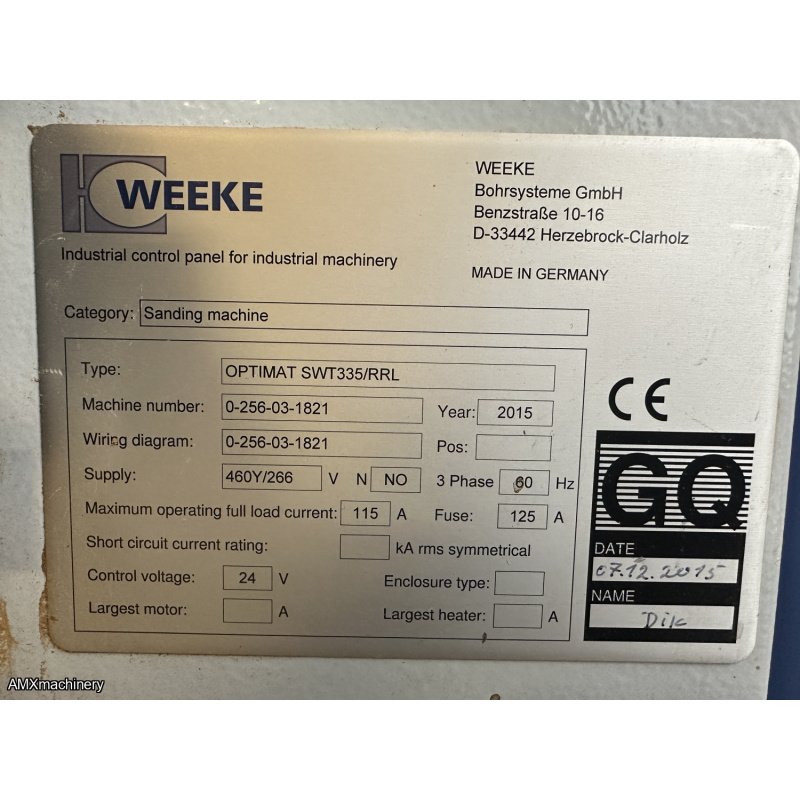 WEEKE
WEEKE
Bohrsysteme GmbH
Benzstraße 10-16
D-33442 Herzebrock-Clarholz
Industrial control panel for industrial machinery
MADE IN GERMANY
Category: Sanding machine
Type: OPTIMAT SWT335/RRL
Machine number: 0-256-03-1821 Year: 2015
Wiring diagram: 0-256-03-1821 Pos:
Supply: 460Y/266 V N NO 3 Phase 60 Hz
Maximum operating full load current: 115 A Fuse: 125 A
Short circuit current rating: kA rms symmetrical
Control voltage: 24 V Enclosure type:
Largest motor: A Largest heater: A
CE
GQ
DATE
07.12.2015
NAME
Dik
AMXmachinery